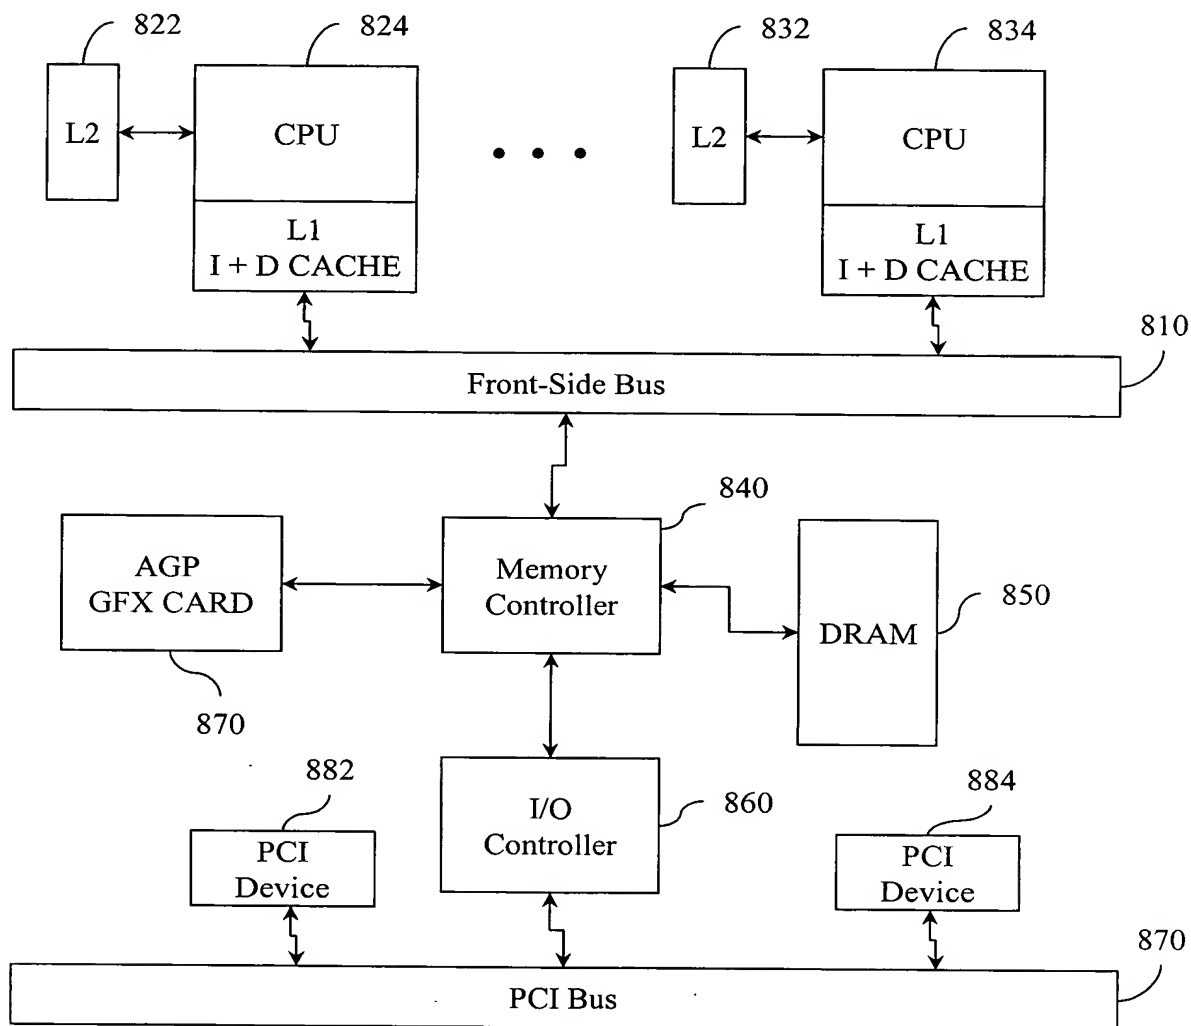 822
824
832
834
L2
CPU
L2
CPU
L1
I + D CACHE
L1
I + D CACHE
810
Front-Side Bus
840
AGP
GFX CARD
Memory
Controller
DRAM
850
870
882
I/O
Controller
860
884
PCI
Device
PCI
Device
870
PCI Bus